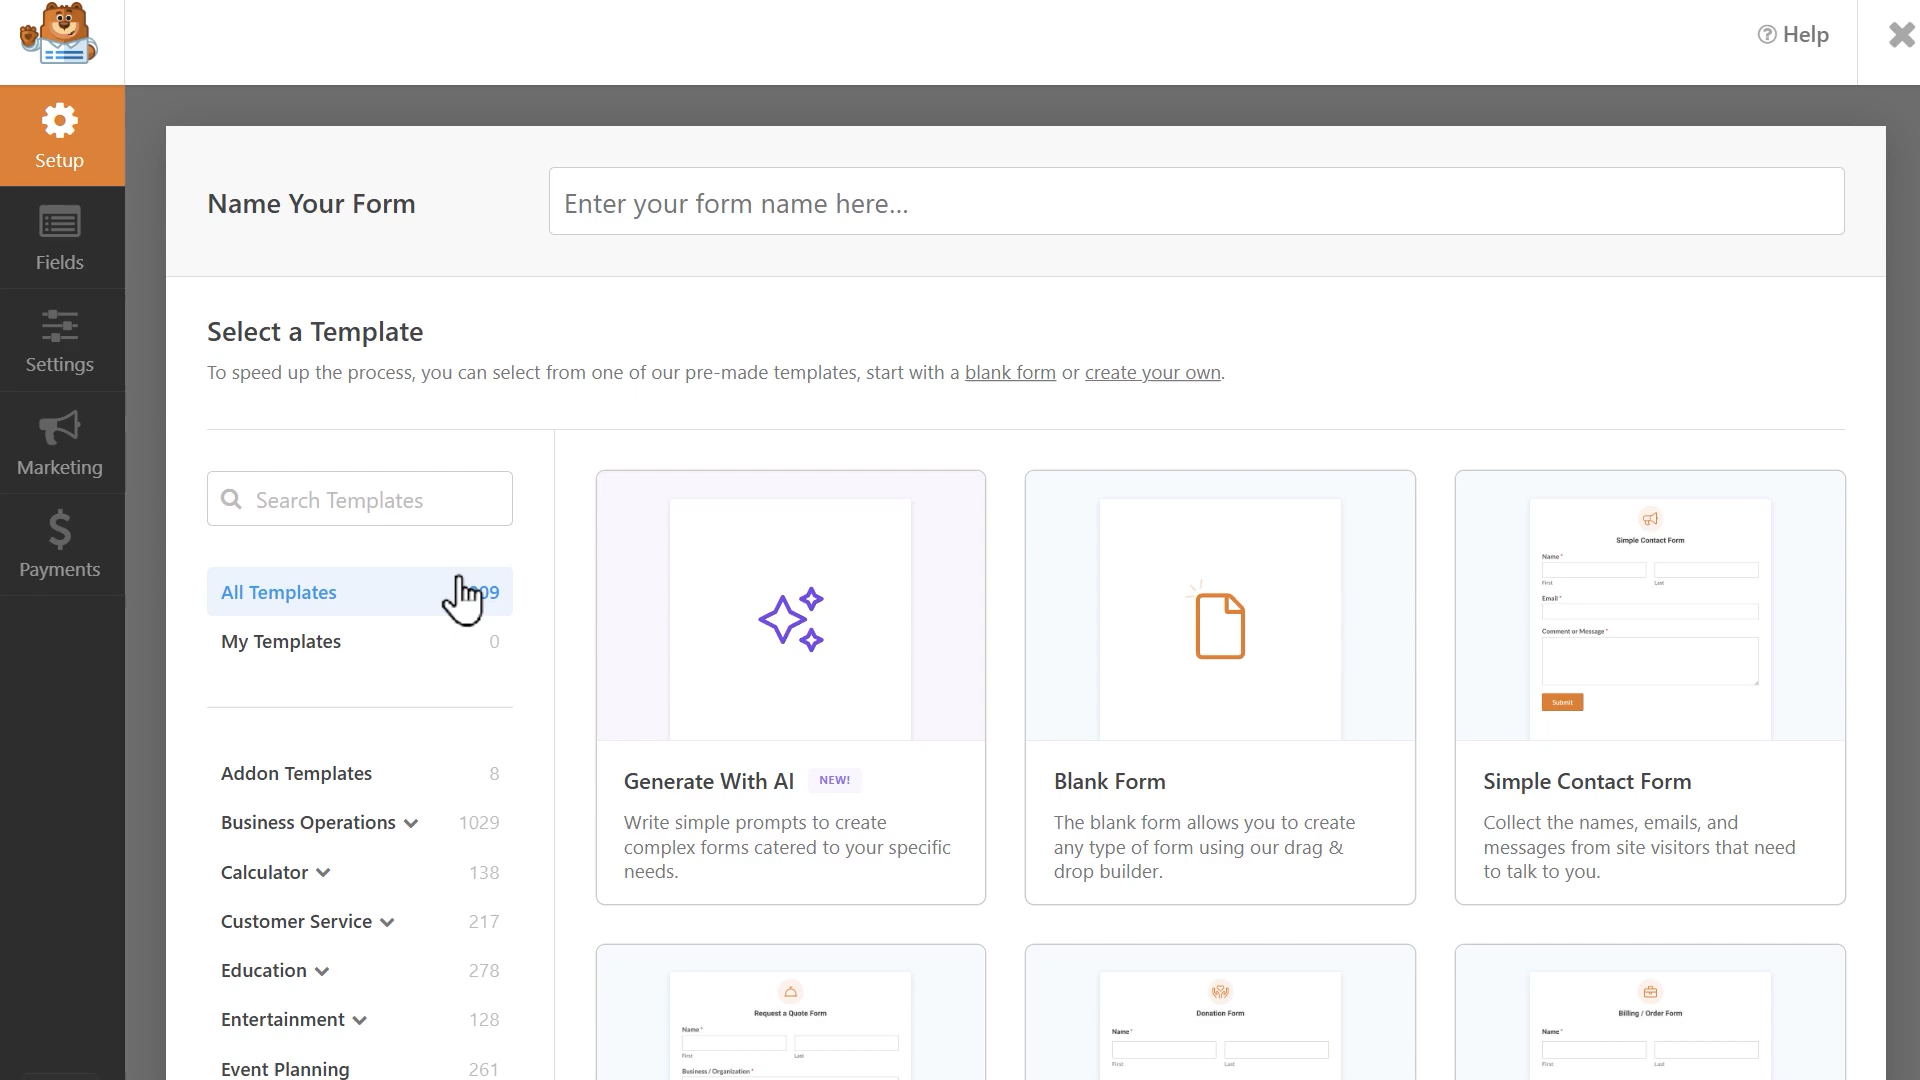 Help
Setup
Fields
Settings
Marketing
Payments
Name Your Form
Enter your form name here...
Select a Template
To speed up the process, you can select from one of our pre-made templates, start with a blank form or create your own.
Search Templates
All Templates
My Templates 0
Addon Templates 8
Business Operations 1029
Calculator 138
Customer Service 217
Education 278
Entertainment 128
Event Planning 261
Generate With AI NEW!
Write simple prompts to create
complex forms catered to your specific
needs.
Blank Form
The blank form allows you to create
any type of form using our drag &
drop builder.
Simple Contact Form
Name *
First Last
Email *
Comment or Message *
Submit
Simple Contact Form
Collect the names, emails, and
messages from site visitors that need
to talk to you.
Request a Quote Form
Name *
First Last
Business / Organization *
Donation Form
Name *
First Last
Billing / Order Form
Name *
First Last